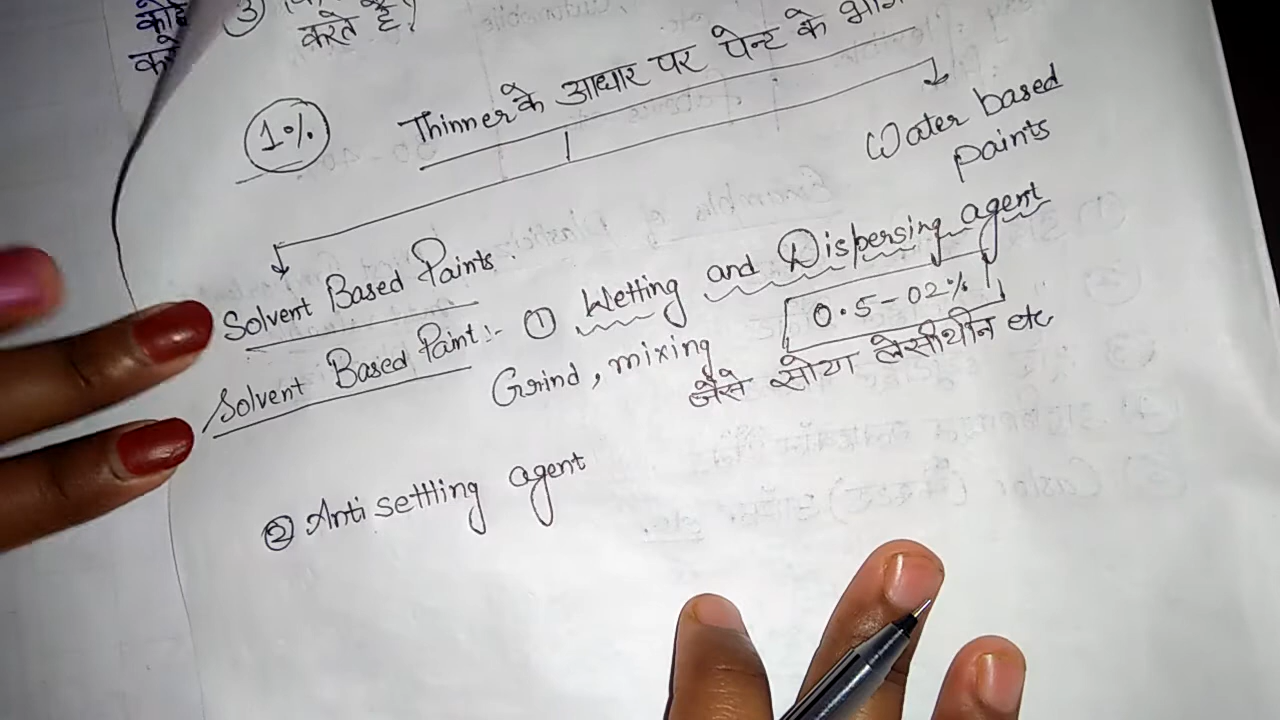 3)
करते है?
1%
Thinner के आधार पर पेन्ट के भाग
Water based
paints
Solvent Based Paints.
Solvent Based Paint:- ① Wetting and Dispersing agent
0.5-02%
Grind, mixing
जैसे सोया लेसीथीन etc
② Anti settling agent